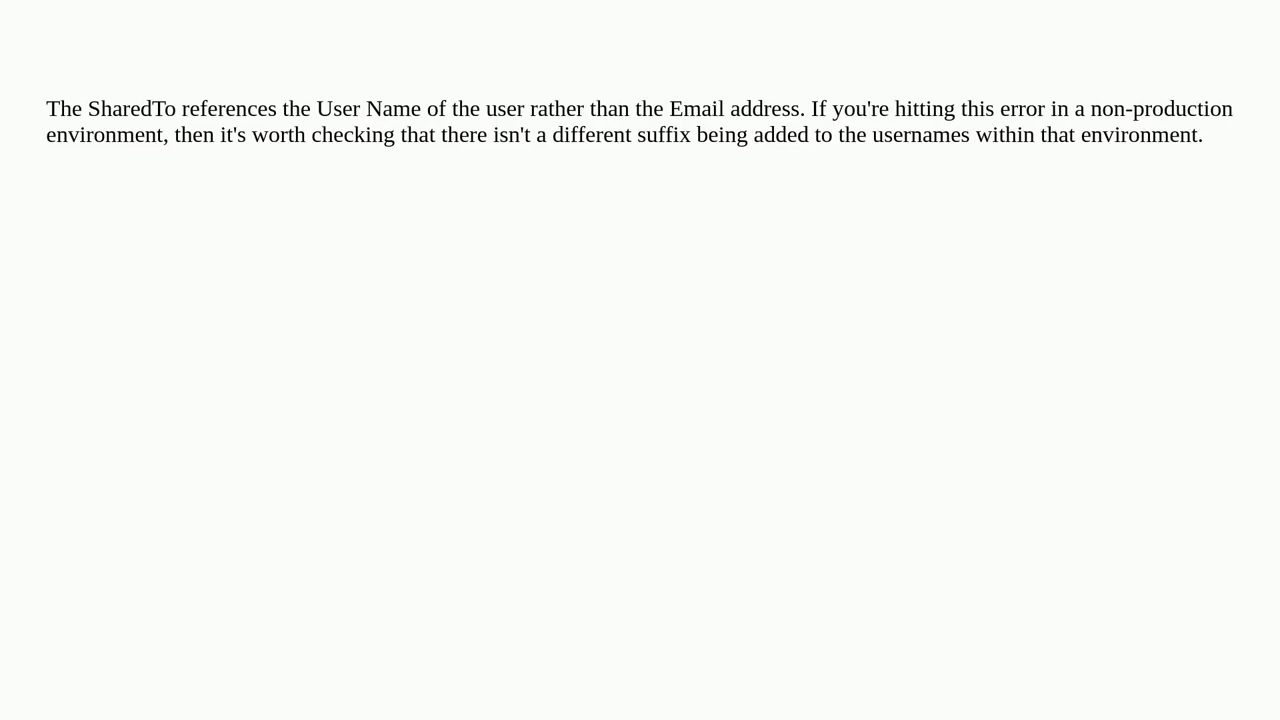 The SharedTo references the User Name of the user rather than the Email address. If you're hitting this error in a non-production
environment, then it's worth checking that there isn't a different suffix being added to the usernames within that environment.